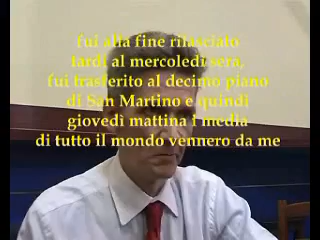 fui alla fine rilasciato
tardi al mercoledì sera,
fui trasferito al decimo piano
di San Martino e quindi
giovedì mattina i media
di tutto il mondo vennero da me